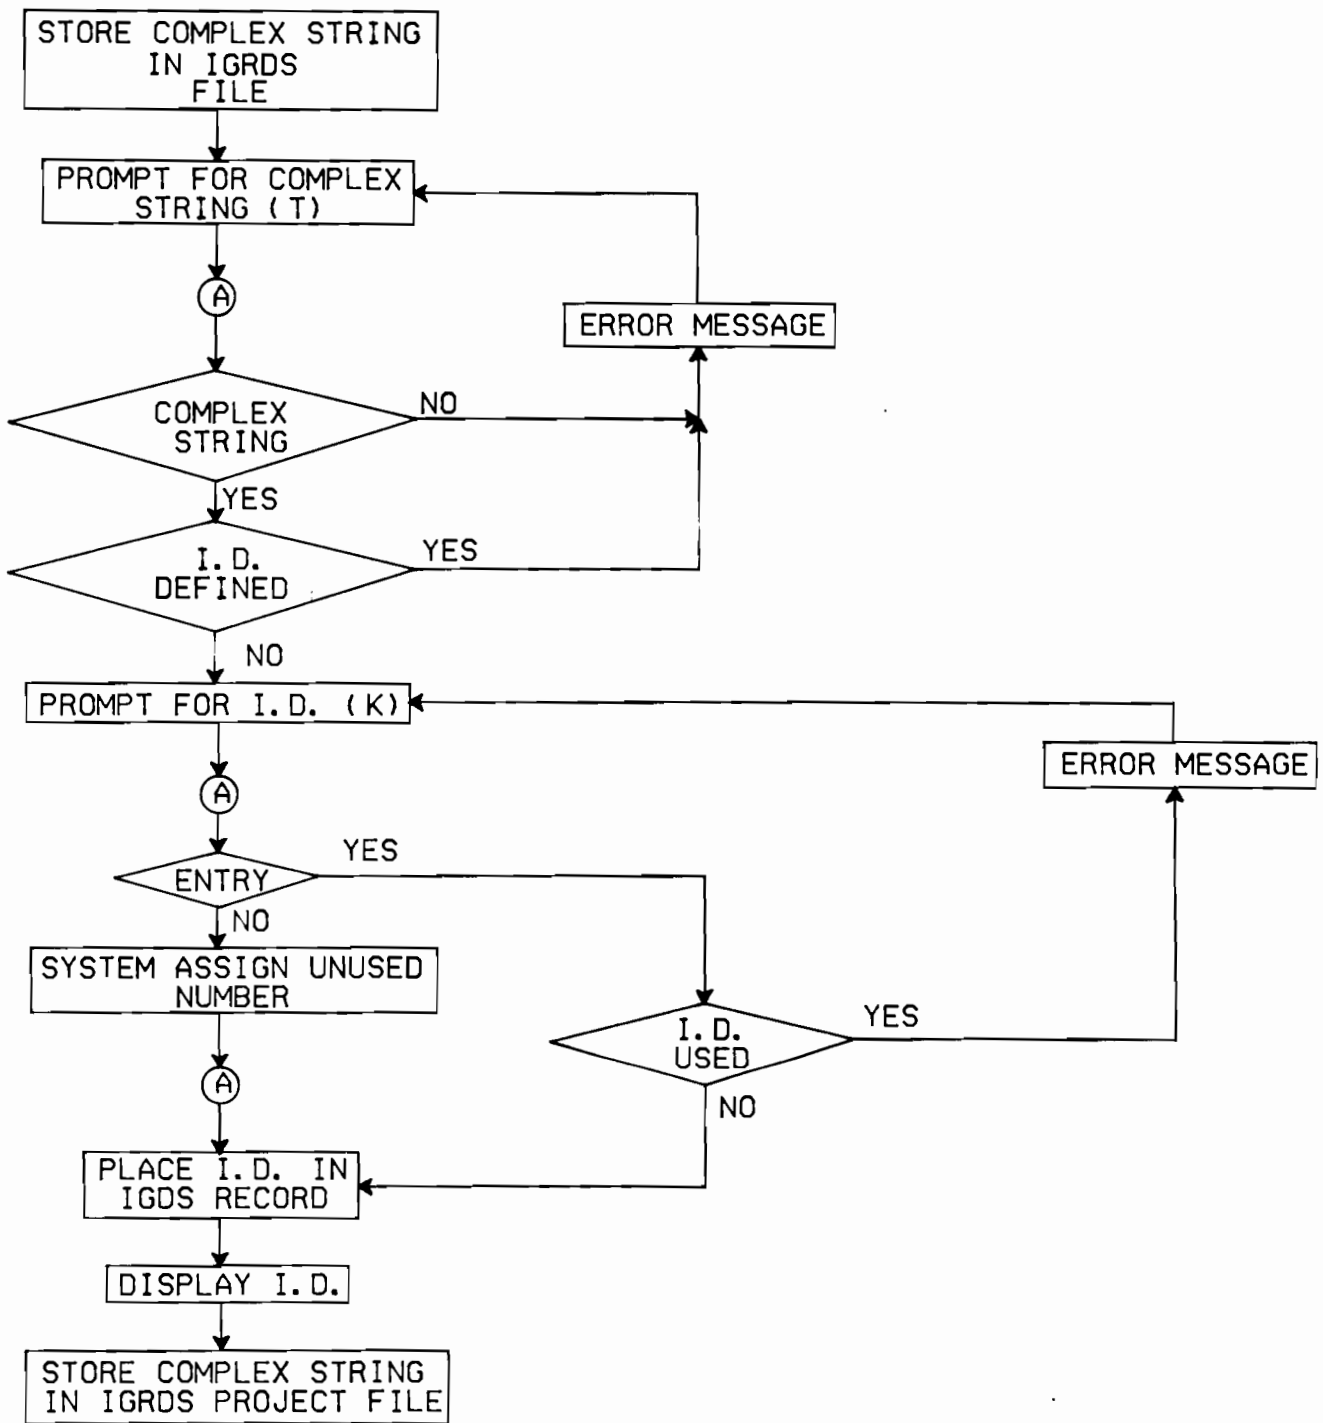 STORE COMPLEX STRING
IN IGRDS
FILE
PROMPT FOR COMPLEX
STRING (T)
A
ERROR MESSAGE
COMPLEX
STRING
NO
YES
I.D.
DEFINED
YES
NO
PROMPT FOR I.D. (K)
ERROR MESSAGE
A
ENTRY
YES
NO
SYSTEM ASSIGN UNUSED
NUMBER
I.D.
USED
YES
NO
A
PLACE I.D. IN
IGDS RECORD
DISPLAY I.D.
STORE COMPLEX STRING
IN IGRDS PROJECT FILE